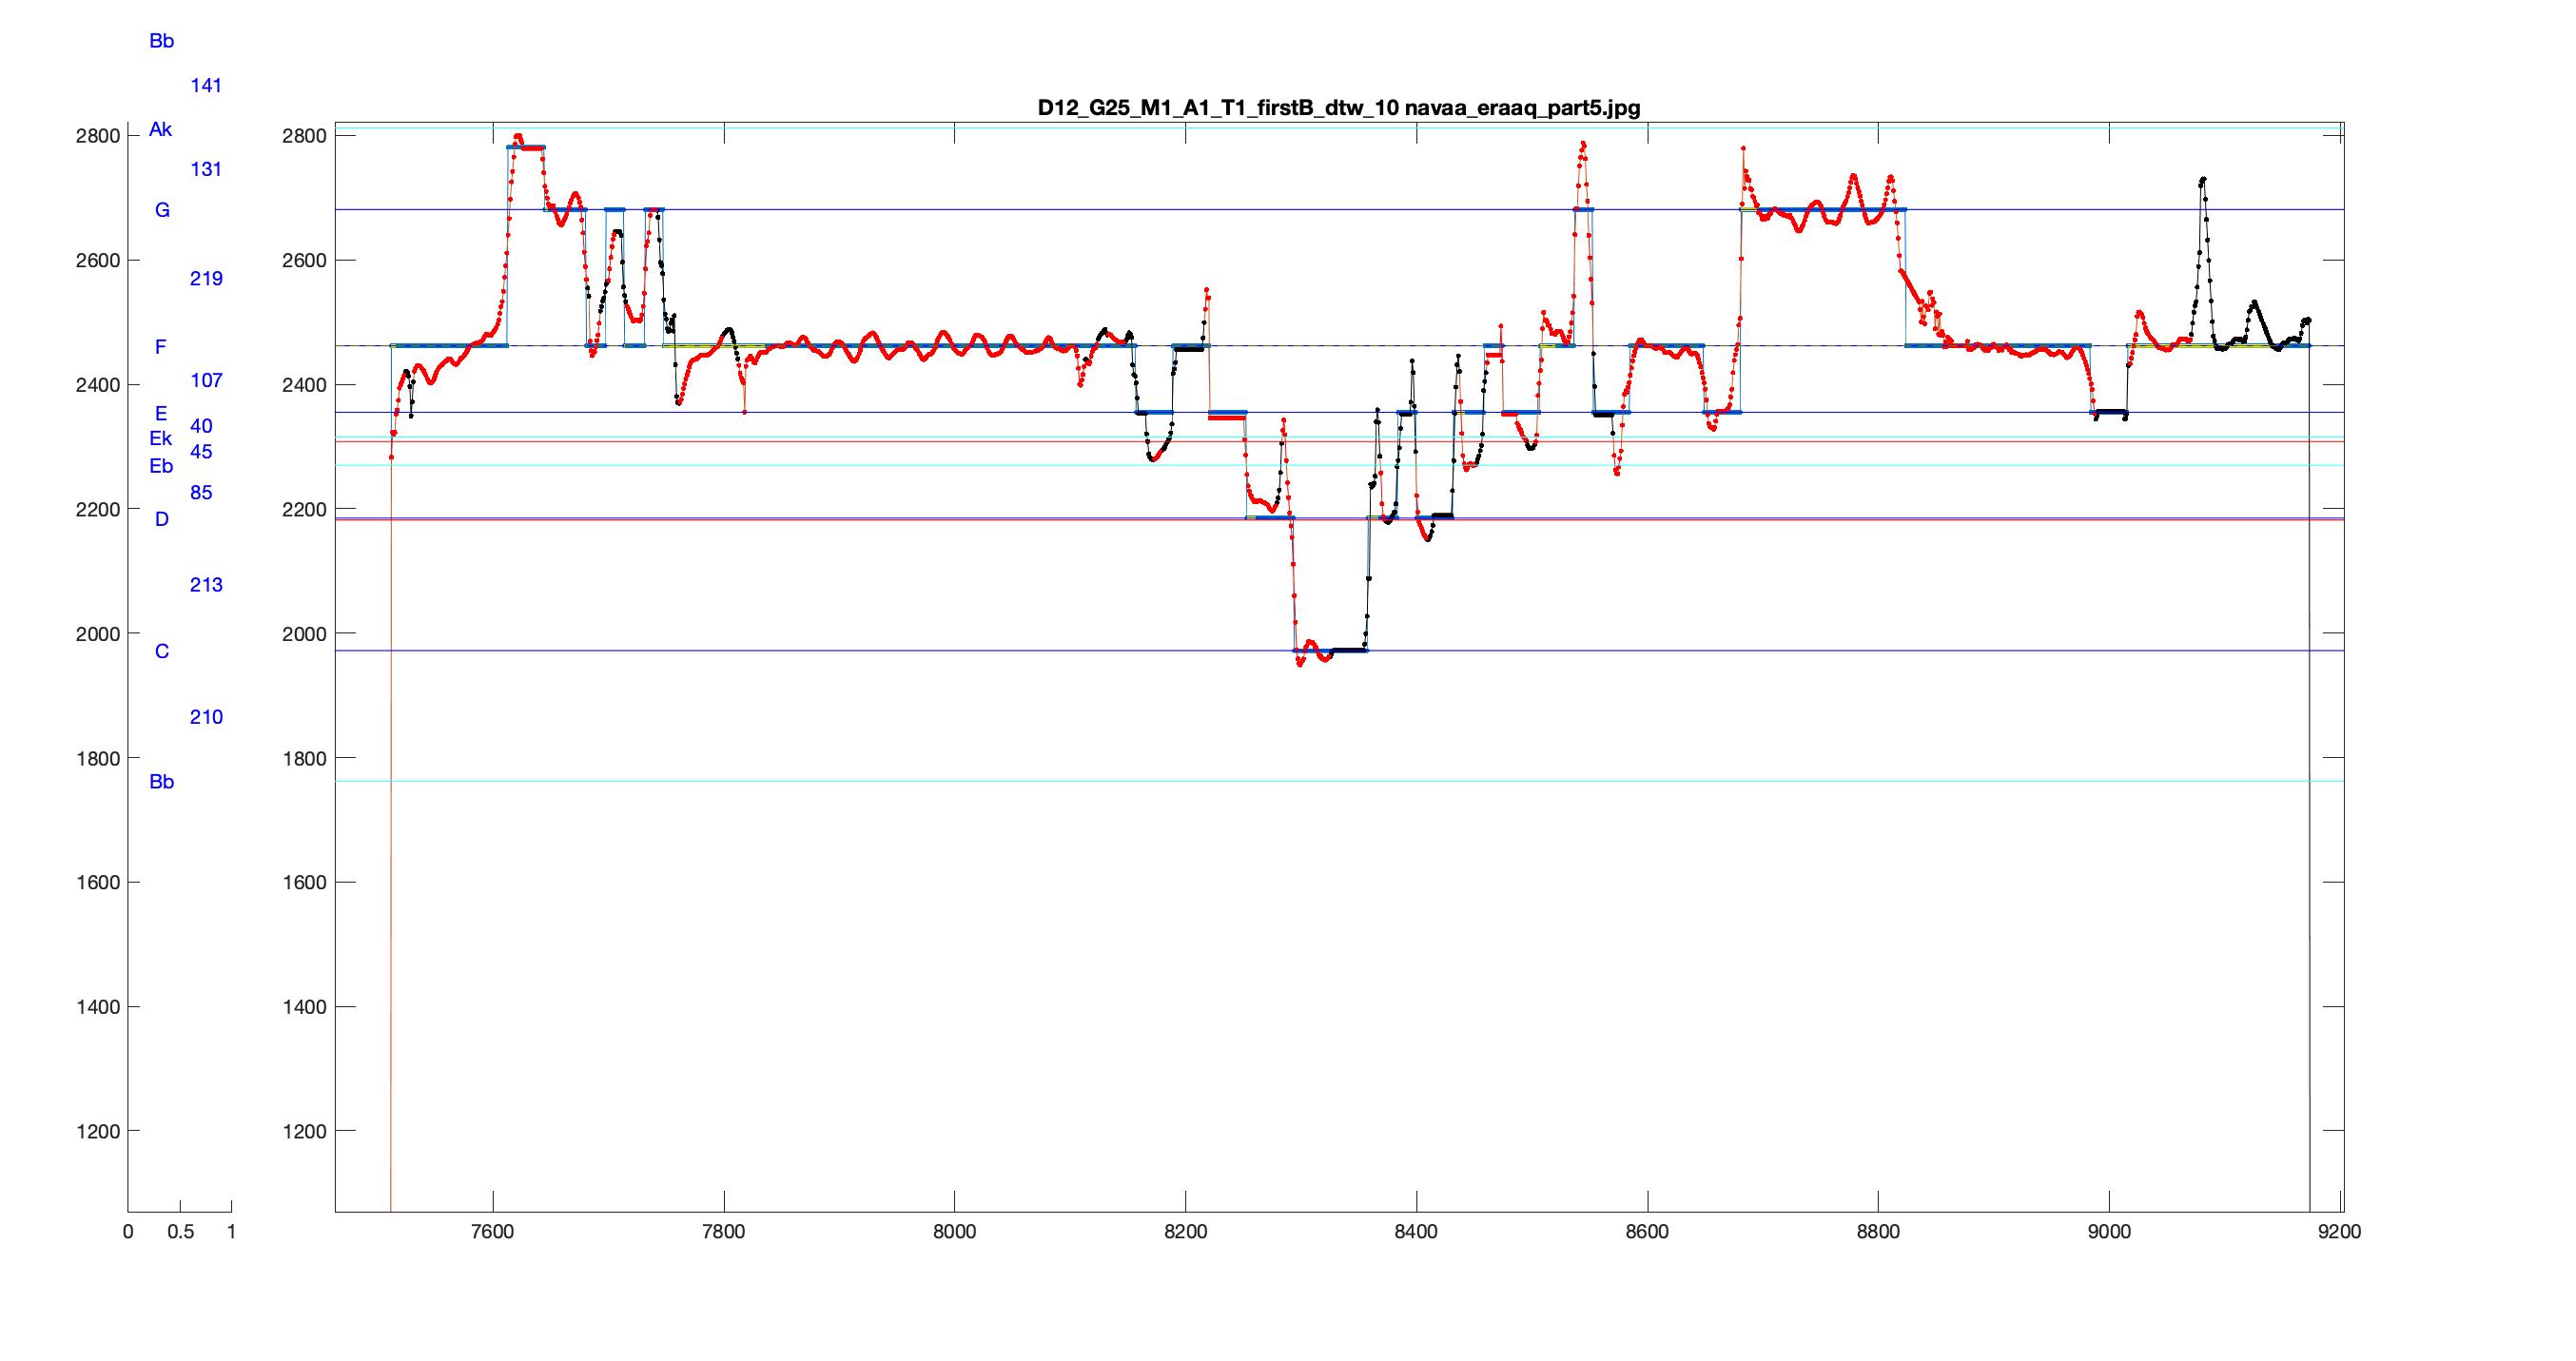 Bb
141
D12_G25_M1_A1_T1_firstB_dtw_10 navaa_eraaq_part5.jpg
2800 Ak 2800
131
G
2600 2600
219
F
2400 107 2400
E
40
Ek
45
Eb
85
2200 D 2200
213
2000 2000
C
210
1800 1800
Bb
1600 1600
1400 1400
1200 1200
0 0.5 1 7600 7800 8000 8200 8400 8600 8800 9000 9200